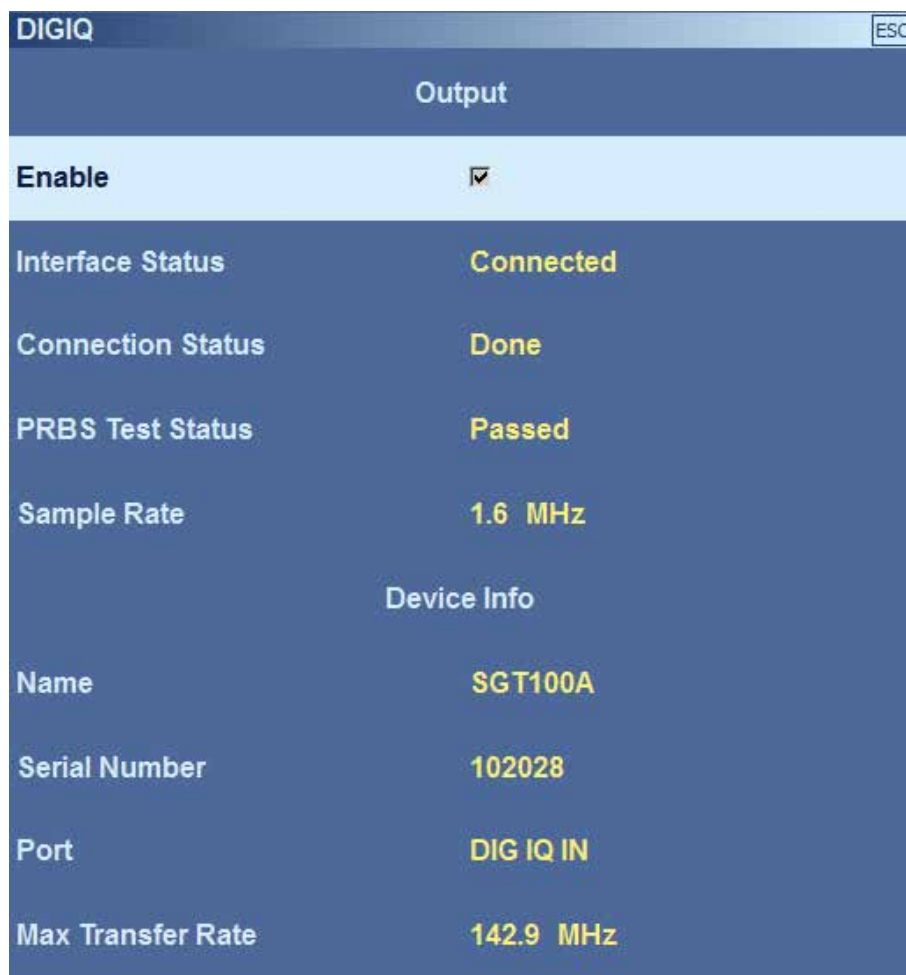 DIGIQ ESC
Output
Enable
Interface Status Connected
Connection Status Done
PRBS Test Status Passed
Sample Rate 1.6 MHz
Device Info
Name SGT100A
Serial Number 102028
Port DIG IQ IN
Max Transfer Rate 142.9 MHz